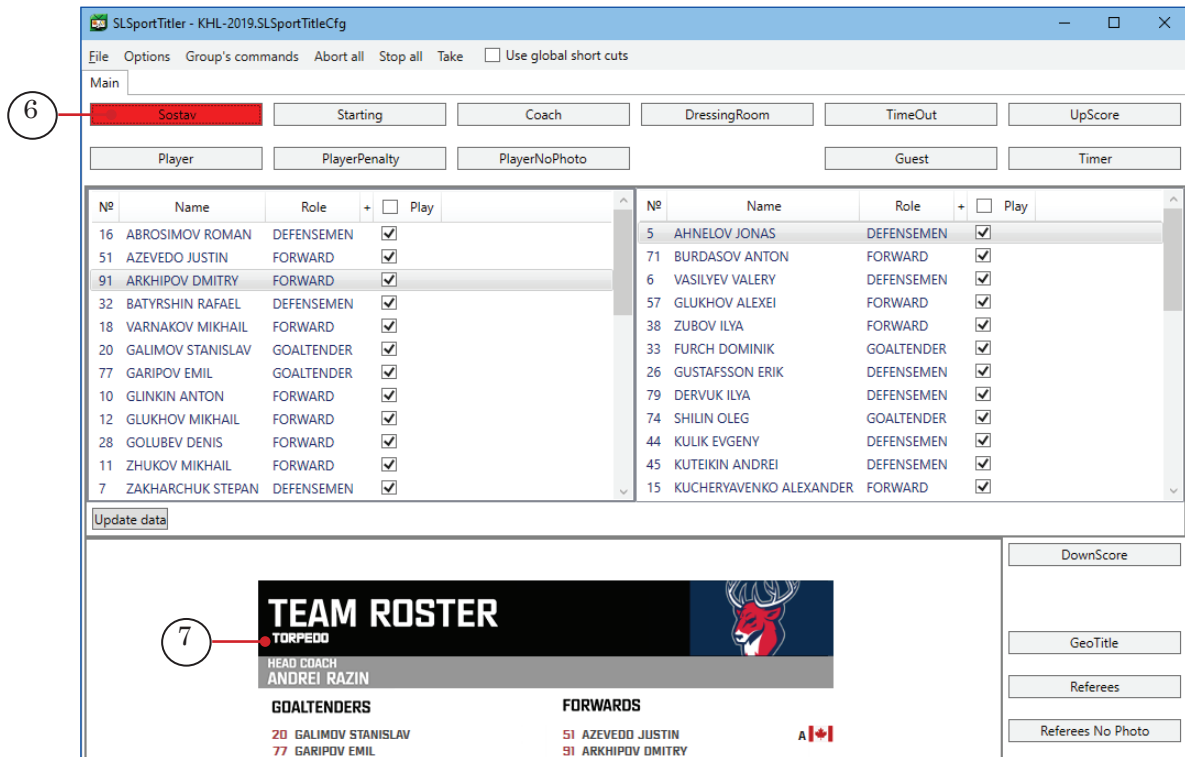 SLSportTitler - KHL-2019.SLSportTitleCfg
File Options Group's commands Abort all Stop all Take Use global short cuts
Main
6
Sostav Starting Coach DressingRoom TimeOut UpScore
Player PlayerPenalty PlayerNoPhoto Guest Timer
Nº Name Role + Play
16 ABROSIMOV ROMAN DEFENSEMEN
51 AZEVEDO JUSTIN FORWARD
91 ARKHIPOV DMITRY FORWARD
32 BATYRSHIN RAFAEL DEFENSEMEN
18 VARNAKOV MIKHAIL FORWARD
20 GALIMOV STANISLAV GOALTENDER
77 GARIPOV EMIL GOALTENDER
10 GLINKIN ANTON FORWARD
12 GLUKHOV MIKHAIL FORWARD
28 GOLUBEV DENIS FORWARD
11 ZHUKOV MIKHAIL FORWARD
7 ZAKHARCHUK STEPAN DEFENSEMEN
Nº Name Role + Play
5 AHNELOV JONAS DEFENSEMEN
71 BURDASOV ANTON FORWARD
6 VASILYEV VALERY DEFENSEMEN
57 GLUKHOV ALEXEI FORWARD
38 ZUBOV ILYA FORWARD
33 FURCH DOMINIK GOALTENDER
26 GUSTAFSSON ERIK DEFENSEMEN
79 DERVUK ILYA DEFENSEMEN
74 SHILIN OLEG GOALTENDER
44 KULIK EVGENY DEFENSEMEN
45 KUTEIKIN ANDREI DEFENSEMEN
15 KUCHERYAVENKO ALEXANDER FORWARD
Update data
7
TEAM ROSTER
TORPEDO
HEAD COACH
ANDREI RAZIN
GOALTENDERS
20 GALIMOV STANISLAV
77 GARIPOV EMIL
FORWARDS
51 AZEVEDO JUSTIN A
91 ARKHIPOV DMITRY
DownScore
GeoTitle
Referees
Referees No Photo